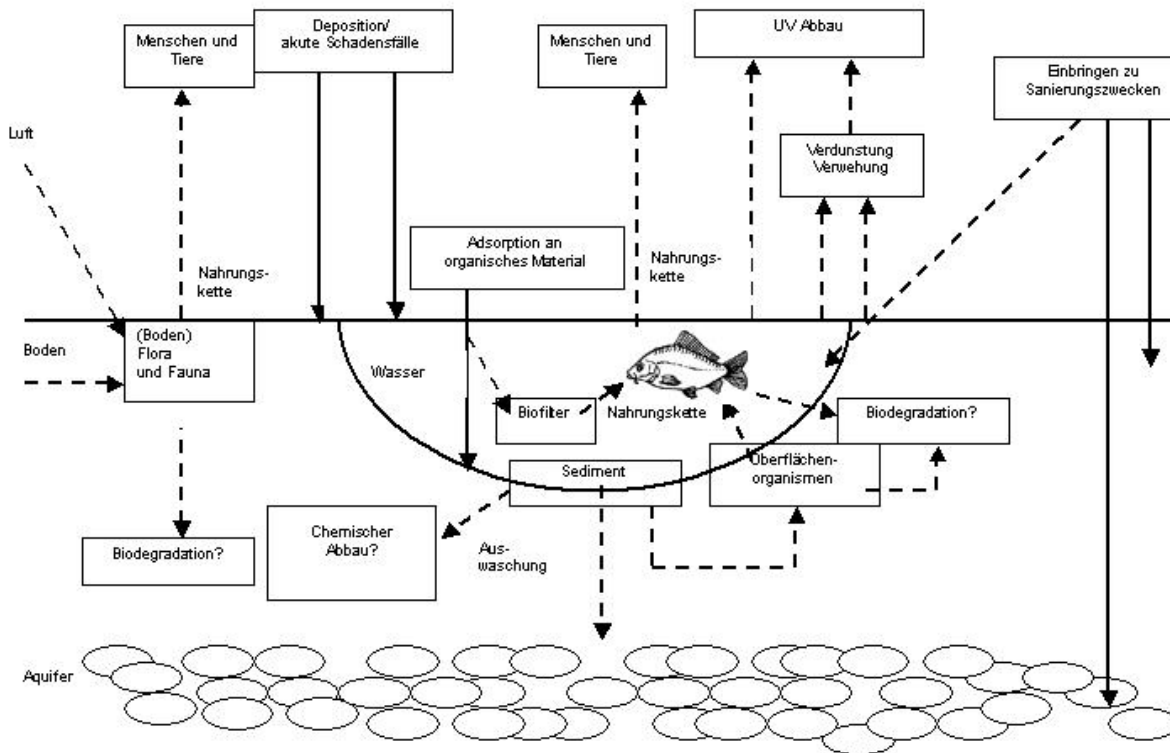 Deposition/
akute Schadensfälle
Menschen und
Tiere
Menschen und
Tiere
UV Abbau
Einbringen zu
Sanierungszwecken
Luft
Verdunstung
Verwehung
Adsorption an
organisches Material
Nahrungs-
kette
Nahrungs-
kette
Boden
(Boden)
Flora
und Fauna
Wasser
Biofilter
Nahrungskette
Biodegradation?
Sediment
Oberflächen-
organismen
Chemischer
Abbau?
Biodegradation?
Aus-
waschung
Aquifer